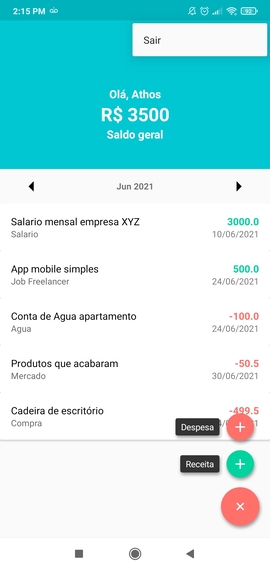 2:15 PM
92
Sair
Olá, Athos
R$ 3500
Saldo geral
Jun 2021
Salario mensal empresa XYZ 3000.0
Salario 10/06/2021
App mobile simples 500.0
Job Freelancer 24/06/2021
Conta de Agua apartamento -100.0
Agua 24/06/2021
Produtos que acabaram -50.5
Mercado 30/06/2021
Cadeira de escritório -499.5
Compra /06/2021
Despesa
Receita